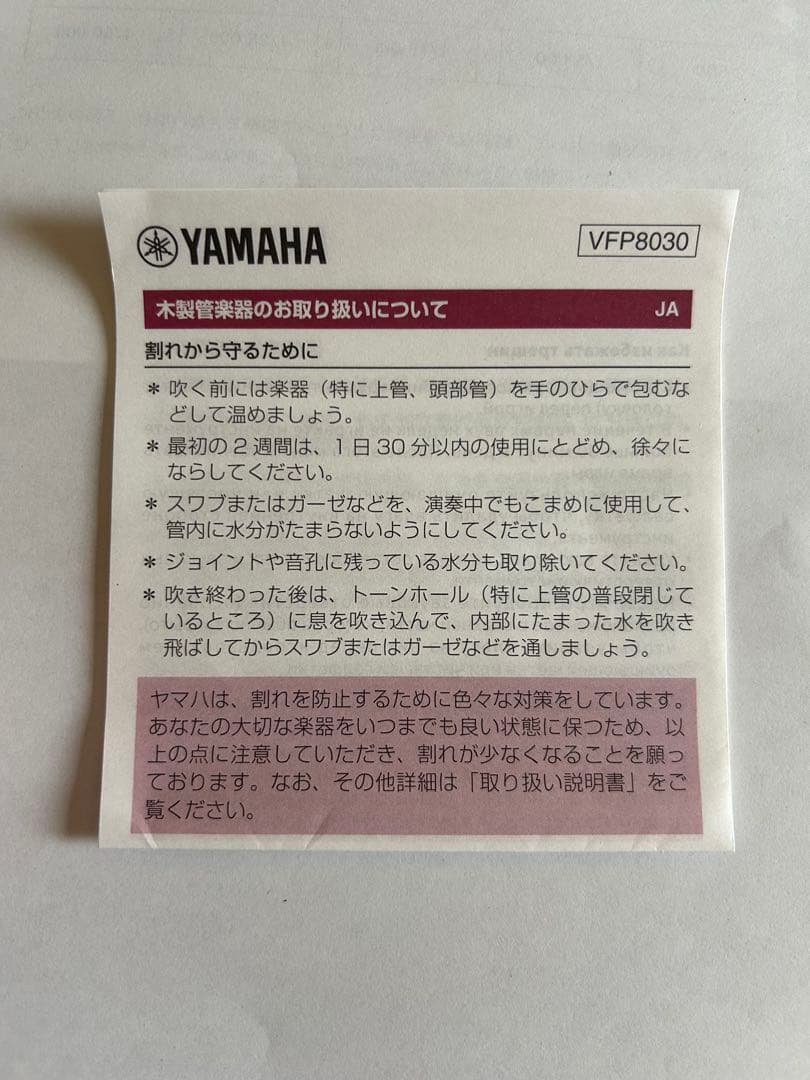 YAMAHA
VFP8030
木製管楽器のお取り扱いについて JA
割れから守るために
＊ 吹く前には楽器（特に上管、頭部管）を手のひらで包むな
どして温めましょう。
＊ 最初の2週間は、1日30分以内の使用にとどめ、徐々に
ならしてください。
＊ スワブまたはガーゼなどを、演奏中でもこまめに使用して、
管内に水分がたまらないようにしてください。
＊ ジョイントや音孔に残っている水分も取り除いてください。
＊ 吹き終わった後は、トーンホール（特に上管の普段閉じて
いるところ）に息を吹き込んで、内部にたまった水を吹き
飛ばしてからスワブまたはガーゼなどを通しましょう。
ヤマハは、割れを防止するために色々な対策をしています。
あなたの大切な楽器をいつまでも良い状態に保つため、以
上の点に注意していただき、割れが少なくなることを願っ
ております。なお、その他詳細は「取り扱い説明書」をご
覧ください。